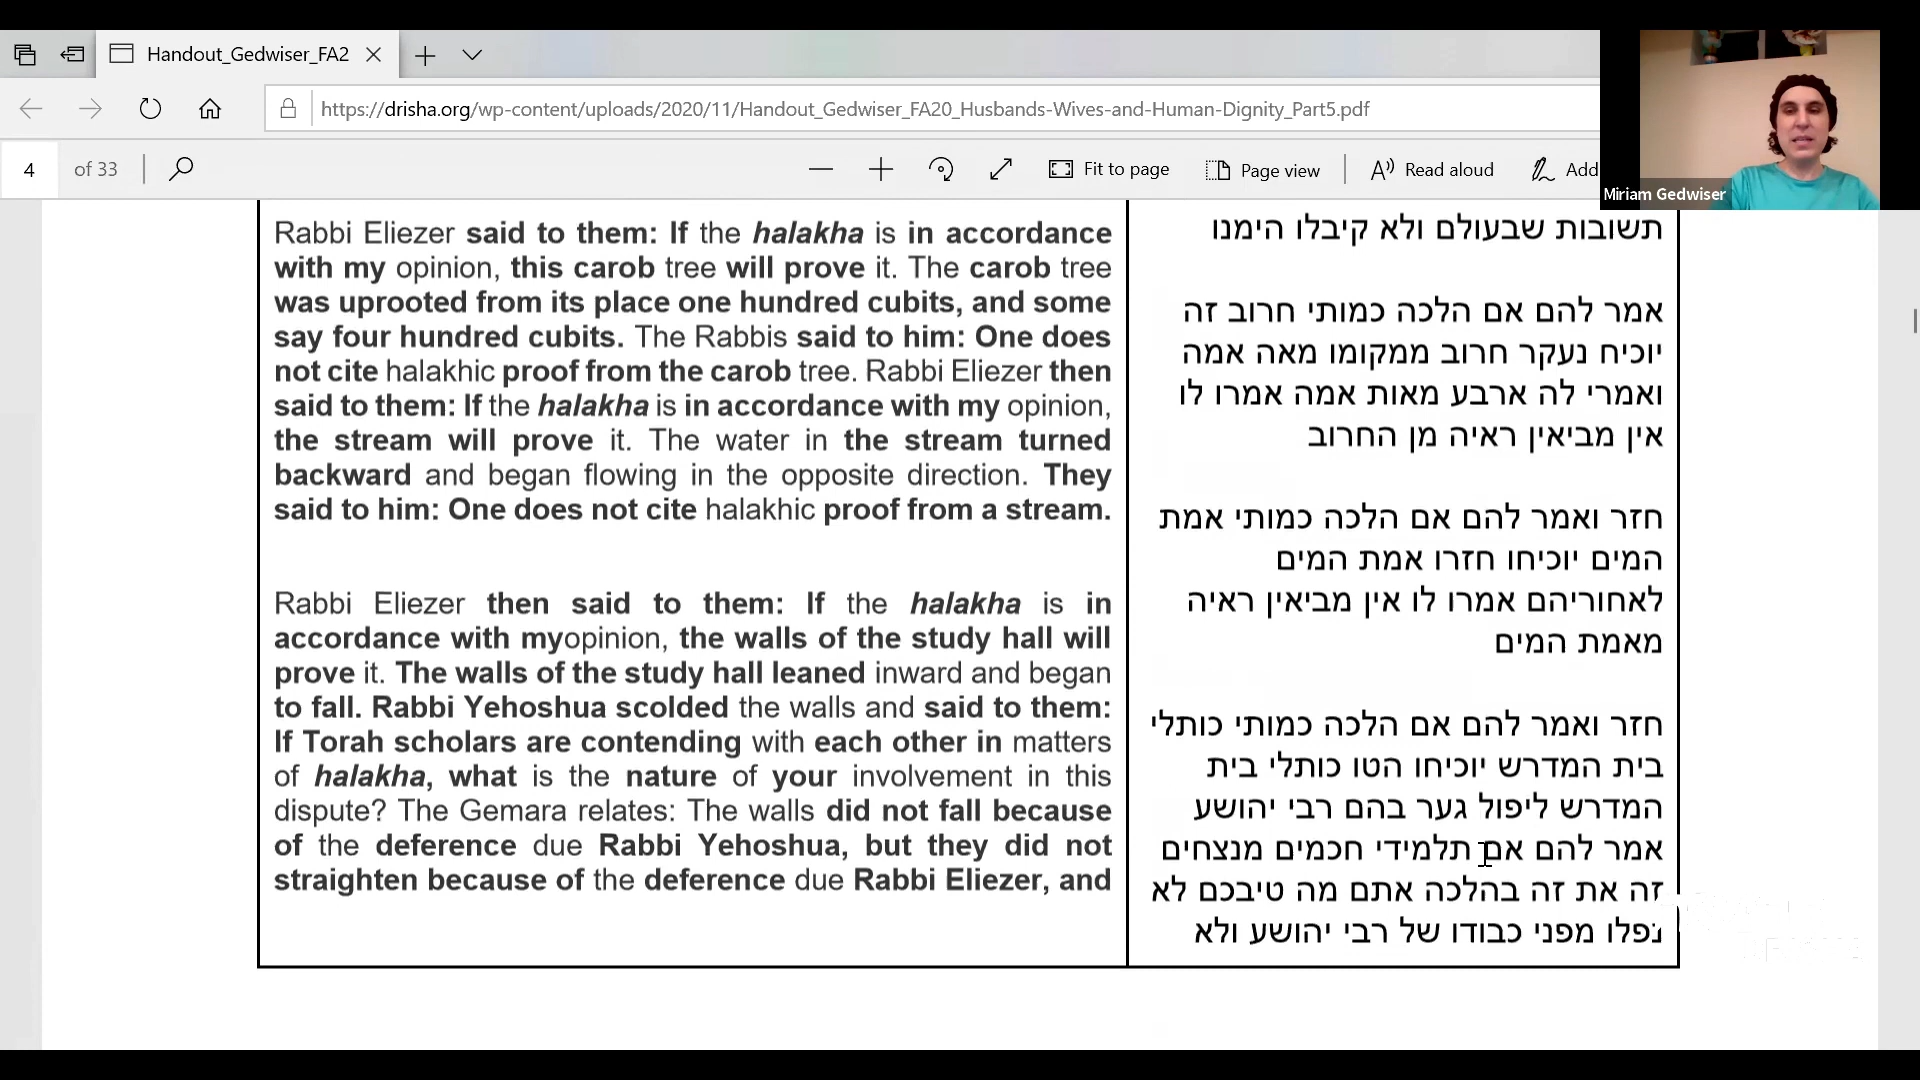 Handout_Gedwiser_FA2
https://drisha.org/wp-content/uploads/2020/11/Handout_Gedwiser_FA20_Husbands-Wives-and-Human-Dignity_Part5.pdf
4 of 33
Fit to page
Page view
Read aloud
Add
Miriam Gedwiser
Rabbi Eliezer said to them: If the halakha is in accordance
with my opinion, this carob tree will prove it. The carob tree
was uprooted from its place one hundred cubits, and some
say four hundred cubits. The Rabbis said to him: One does
not cite halakhic proof from the carob tree. Rabbi Eliezer then
said to them: If the halakha is in accordance with my opinion,
the stream will prove it. The water in the stream turned
backward and began flowing in the opposite direction. They
said to him: One does not cite halakhic proof from a stream.
Rabbi Eliezer then said to them: If the halakha is in
accordance with myopinion, the walls of the study hall will
prove it. The walls of the study hall leaned inward and began
to fall. Rabbi Yehoshua scolded the walls and said to them:
If Torah scholars are contending with each other in matters
of halakha, what is the nature of your involvement in this
dispute? The Gemara relates: The walls did not fall because
of the deference due Rabbi Yehoshua, but they did not
straighten because of the deference due Rabbi Eliezer, and
תשובות שבעולם ולא קיבלו הימנו
אמר להם אם הלכה כמותי חרוב זה
יוכיח נעקר חרוב ממקומו מאה אמה
ואמרי לה ארבע מאות אמה אמרו לו
אין מביאין ראיה מן החרוב
חזר ואמר להם אם הלכה כמותי אמת
המים יוכיחו חזרו אמת המים
לאחוריהם אמרו לו אין מביאין ראיה
מאמת המים
חזר ואמר להם אם הלכה כמותי כותלי
בית המדרש יוכיחו הטו כותלי בית
המדרש ליפול גער בהם רבי יהושע
אמר להם אם תלמידי חכמים מנצחים
זה את זה בהלכה אתם מה טיבכם לא
נפלו מפני כבודו של רבי יהושע ולא